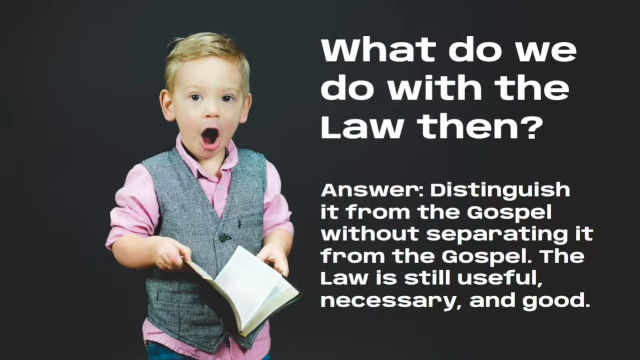 What do we
do with the
Law then?
Answer: Distinguish
it from the Gospel
without separating it
from the Gospel. The
Law is still useful,
necessary, and good.